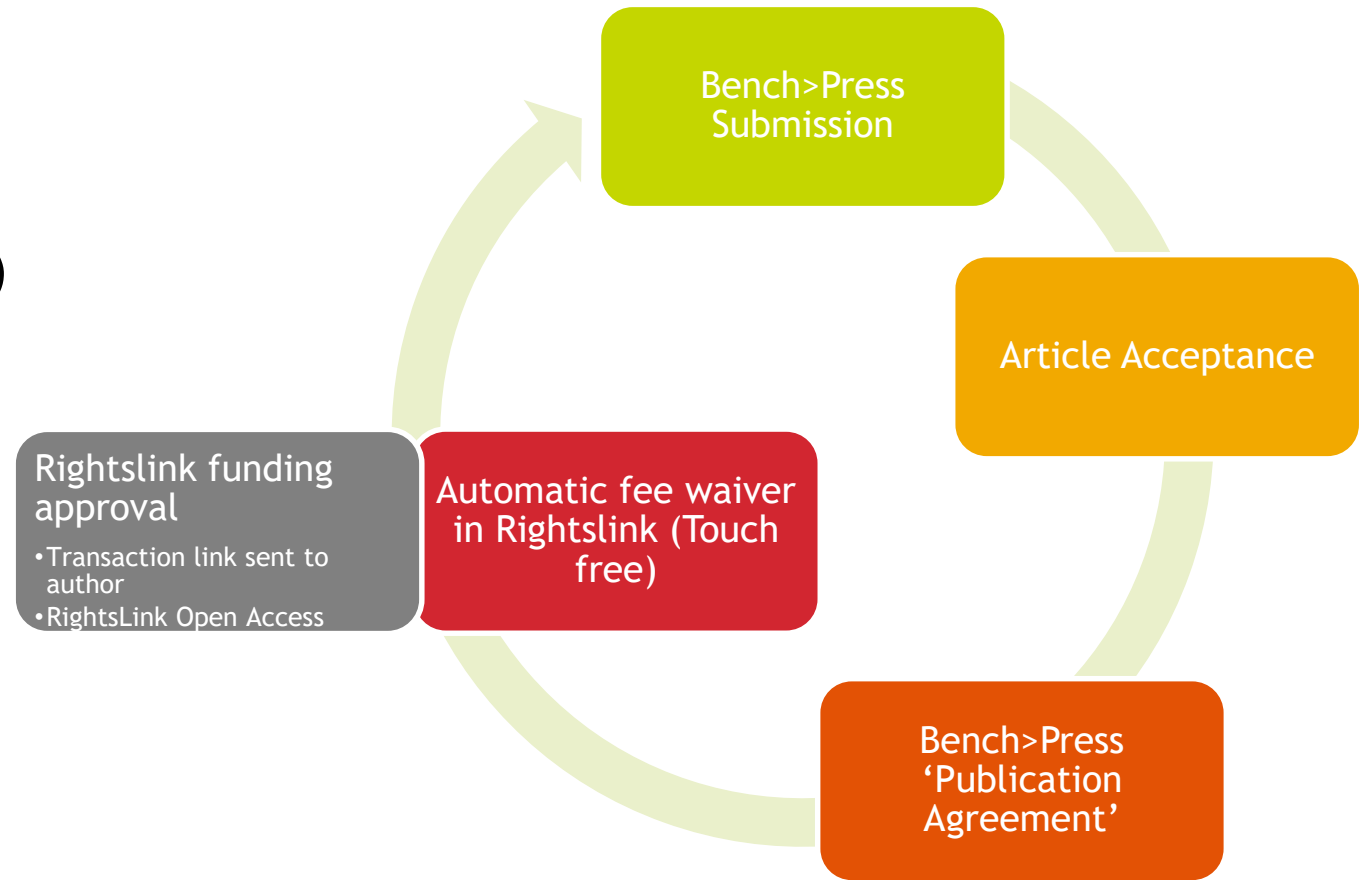 Bench>Press
Submission
Article Acceptance
Bench>Press
‘Publication
Agreement’
Automatic fee waiver
in Rightslink (Touch
free)
Rightslink funding
approval
•Transaction link sent to
author
•RightsLink Open Access
)